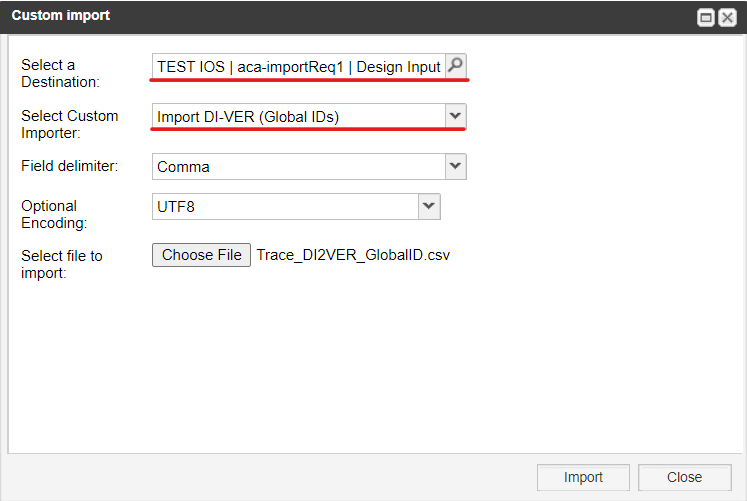 Custom import
Select a
Destination:
TEST IOS | aca-importReq1 | Design Input
Select Custom
Importer:
Import DI-VER (Global IDs)
Field delimiter:
Comma
Optional
Encoding:
UTF8
Select file to
import:
Choose File
Trace_DI2VER_GlobalID.csv
Import
Close